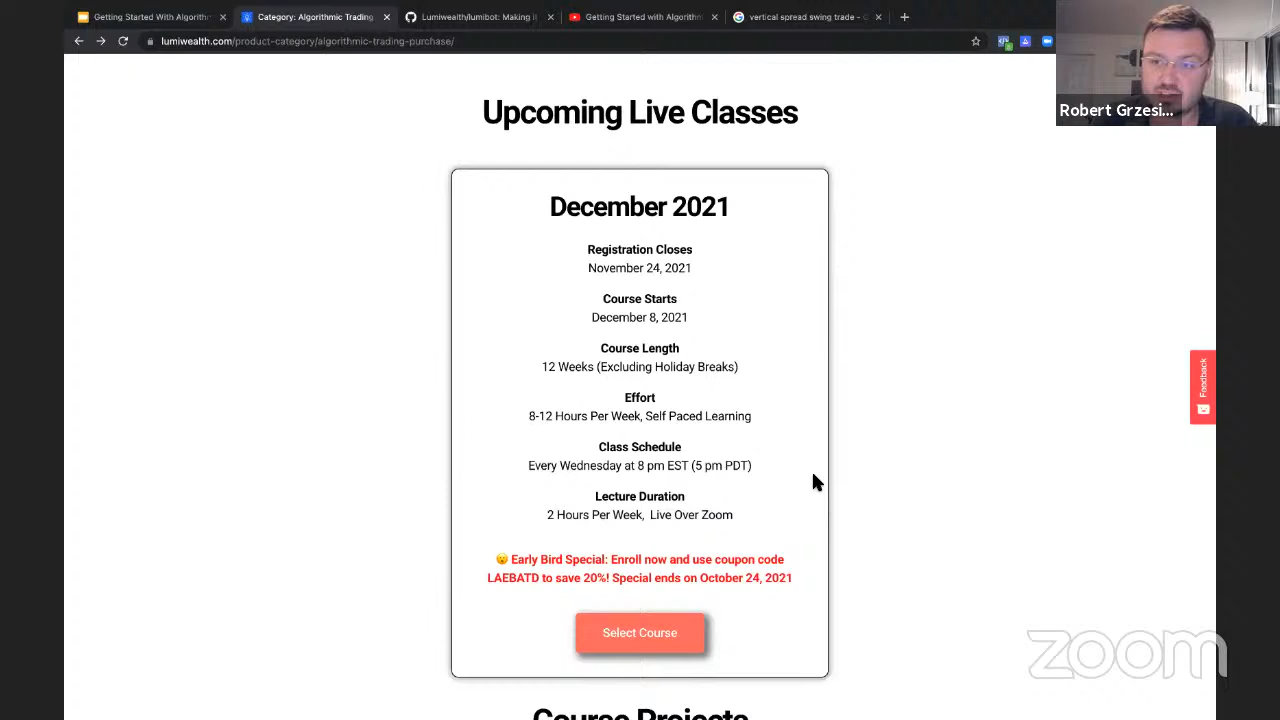 Getting Started With Algorithm
Category: Algorithmic Trading
Lumiwealth/lumibot: Making it
Getting Started with Algorithm
vertical spread swing trade - G
lumiwealth.com/product-category/algorithmic-trading-purchase/
Robert Grzesi...
Upcoming Live Classes
December 2021
Registration Closes
November 24, 2021
Course Starts
December 8, 2021
Course Length
12 Weeks (Excluding Holiday Breaks)
Effort
8-12 Hours Per Week, Self Paced Learning
Class Schedule
Every Wednesday at 8 pm EST (5 pm PDT)
Lecture Duration
2 Hours Per Week, Live Over Zoom
😮 Early Bird Special: Enroll now and use coupon code
LAEBATD to save 20%! Special ends on October 24, 2021
Select Course
Feedback
zoom
Course Projects